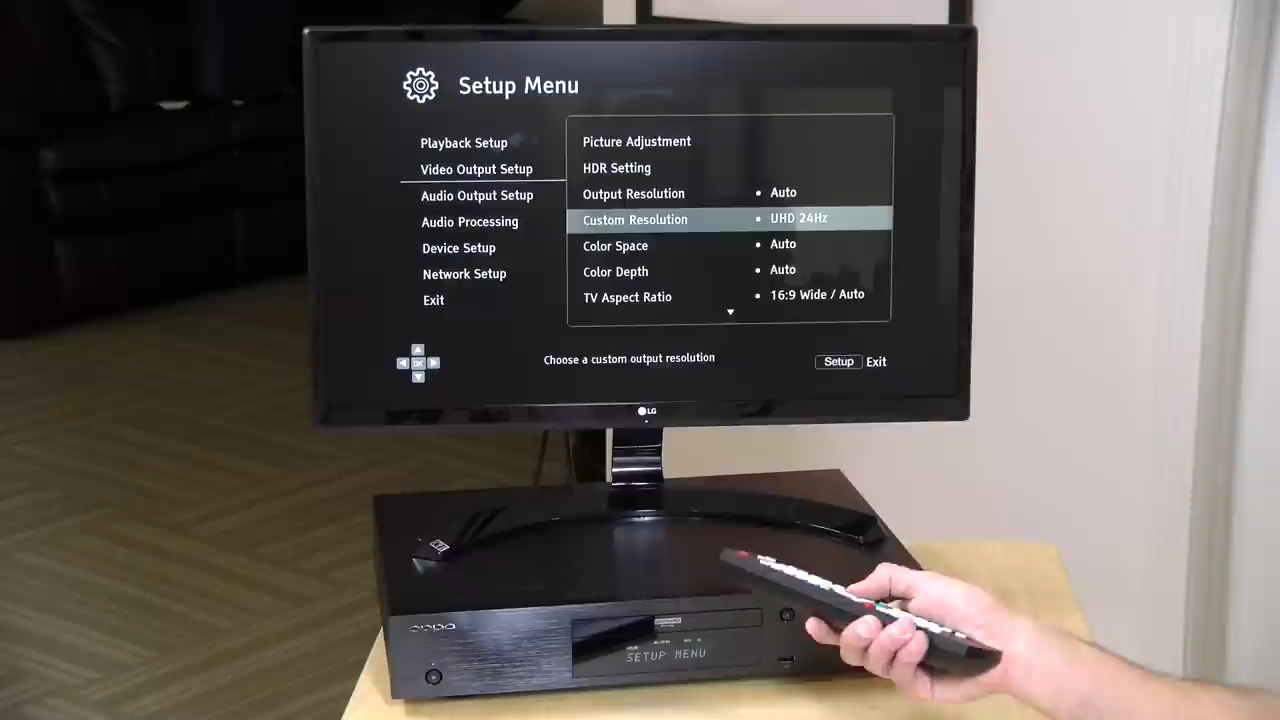 Setup Menu
Playback Setup
Video Output Setup
Audio Output Setup
Audio Processing
Device Setup
Network Setup
Exit
Picture Adjustment
HDR Setting
Output Resolution • Auto
Custom Resolution • UHD 24Hz
Color Space • Auto
Color Depth • Auto
TV Aspect Ratio • 16:9 Wide / Auto
OK
Choose a custom output resolution
Setup Exit
LG
oppo
SETUP MENU